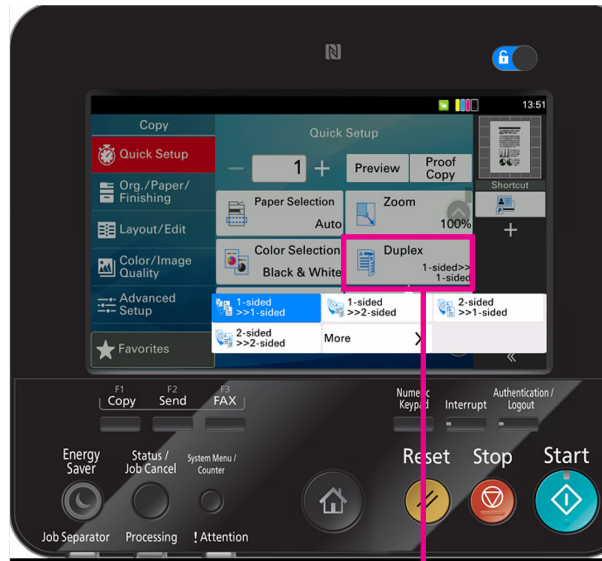 13:51
Copy
Quick Setup
Quick Setup
1
Preview
Proof
Copy
Shortcut
Org./Paper/
Finishing
Paper Selection
Auto
Zoom
100%
Layout/Edit
Color/Image
Quality
Color Selection
Black & White
Duplex
1-sided>>
1-sided
Advanced
Setup
1-sided
>>1-sided
1-sided
>>2-sided
2-sided
>>1-sided
2-sided
>>2-sided
More
Favorites
F1
Copy
F2
Send
F3
FAX
Numeric
Keypad
Interrupt
Authentication /
Logout
Energy
Saver
Status /
Job Cancel
System Menu /
Counter
Reset
Stop
Start
Job Separator
Processing
! Attention